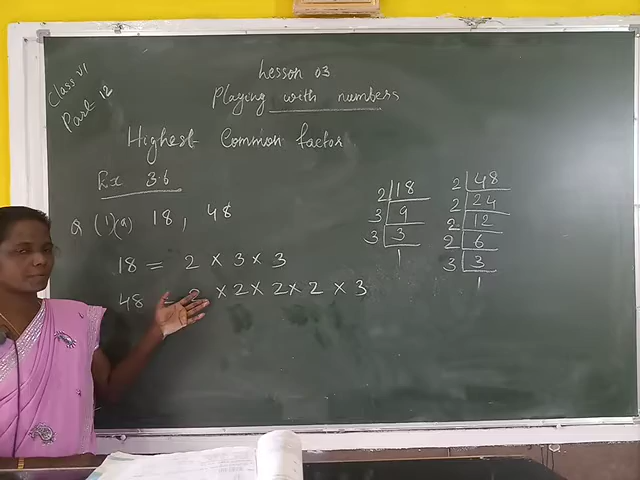 Class VI
Part 12
Lesson 03
Playing with numbers
Highest Common factor
Ex 3.6
Q (1)(a) 18, 48
18 = 2 × 3 × 3
48 = 2 × 2 × 2 × 2 × 3
2 18
3 9
3 3
1
2 48
2 24
2 12
2 6
3 3
1